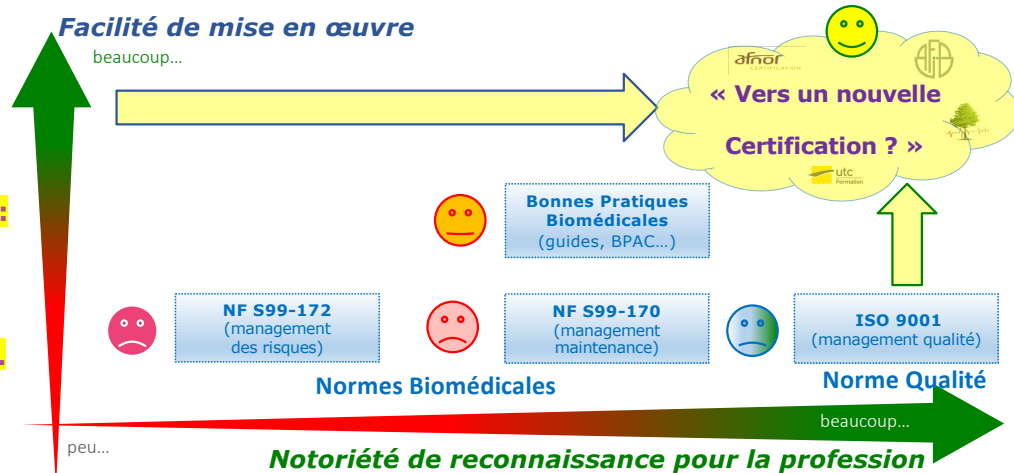 Facilité de mise en œuvre
beaucoup…
afnor
CERTIFICATION
« Vers un nouvelle
Certification ? »
utc
Formation
:
Bonnes Pratiques
Biomédicales
(guides, BPAC…)
NF S99-172
(management
des risques)
NF S99-170
(management
maintenance)
ISO 9001
(management qualité)
.
Normes Biomédicales
Norme Qualité
beaucoup…
peu…
Notoriété de reconnaissance pour la profession